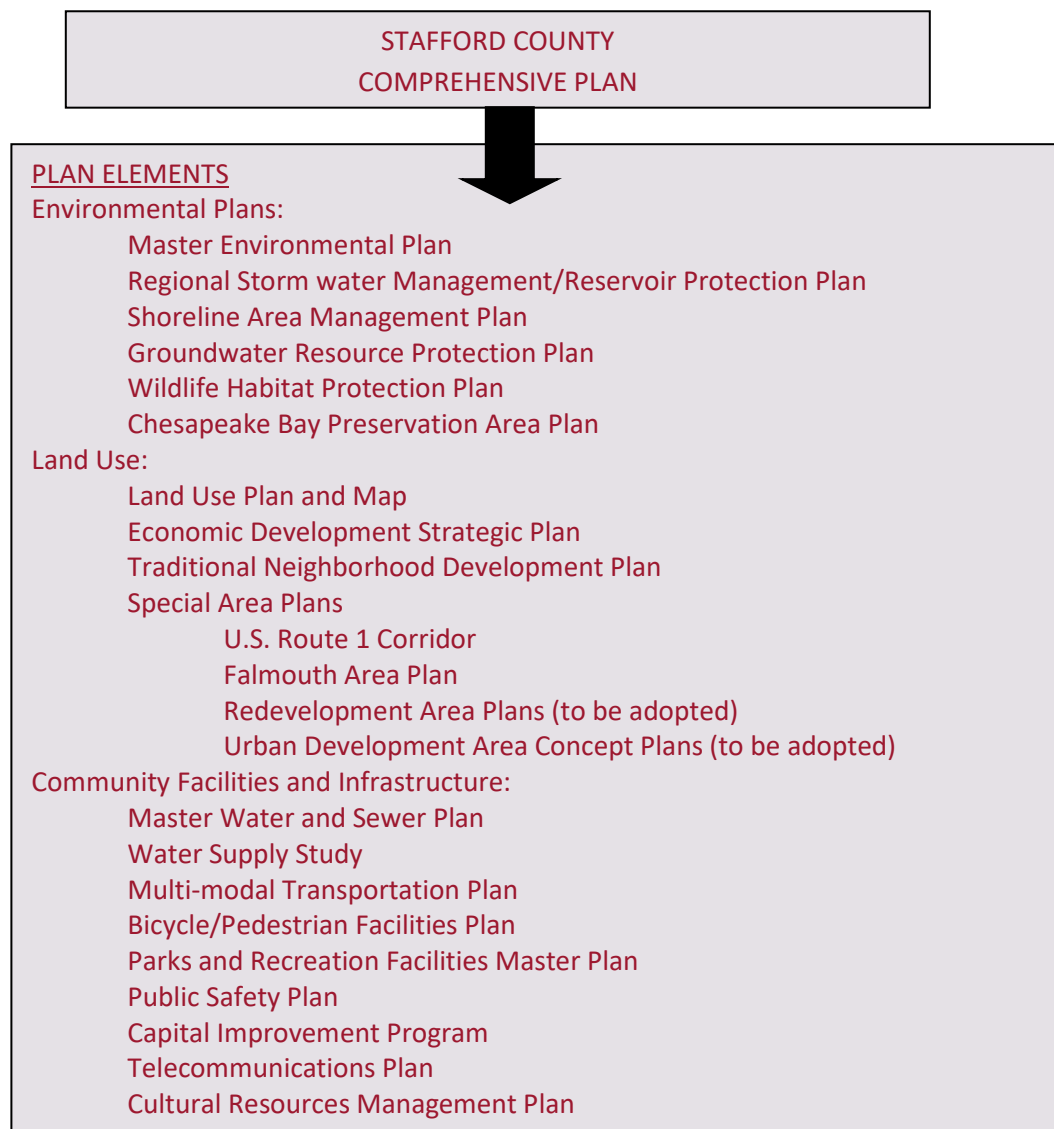 STAFFORD COUNTY
COMPREHENSIVE PLAN
PLAN ELEMENTS
Environmental Plans:
Master Environmental Plan
Regional Storm water Management/Reservoir Protection Plan
Shoreline Area Management Plan
Groundwater Resource Protection Plan
Wildlife Habitat Protection Plan
Chesapeake Bay Preservation Area Plan
Land Use:
Land Use Plan and Map
Economic Development Strategic Plan
Traditional Neighborhood Development Plan
Special Area Plans
U.S. Route 1 Corridor
Falmouth Area Plan
Redevelopment Area Plans (to be adopted)
Urban Development Area Concept Plans (to be adopted)
Community Facilities and Infrastructure:
Master Water and Sewer Plan
Water Supply Study
Multi-modal Transportation Plan
Bicycle/Pedestrian Facilities Plan
Parks and Recreation Facilities Master Plan
Public Safety Plan
Capital Improvement Program
Telecommunications Plan
Cultural Resources Management Plan